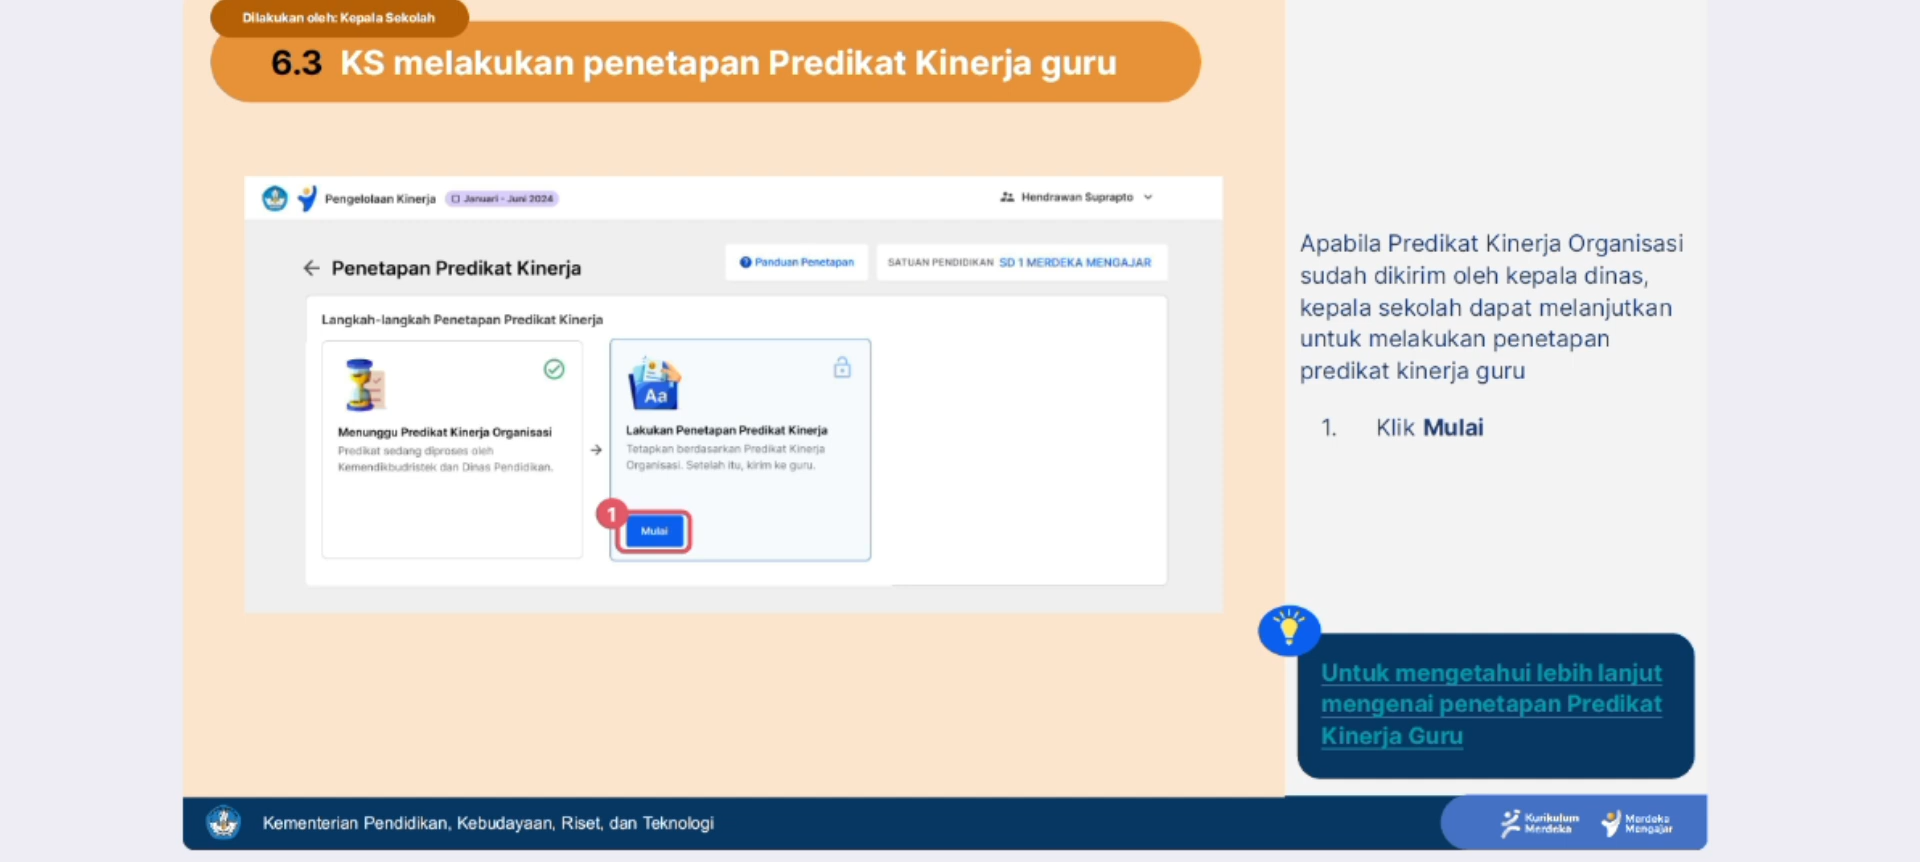 Dilakukan oleh: Kepala Sekolah
6.3 KS melakukan penetapan Predikat Kinerja guru
Pengelolaan Kinerja
Januari - Juni 2024
Hendrawan Suprapto
Penetapan Predikat Kinerja
Panduan Penetapan
SATUAN PENDIDIKAN SD 1 MERDEKA MENGAJAR
Langkah-langkah Penetapan Predikat Kinerja
Menunggu Predikat Kinerja Organisasi
Predikat sedang diproses oleh
Kemendikbudristek dan Dinas Pendidikan.
Aa
Lakukan Penetapan Predikat Kinerja
Tetapkan berdasarkan Predikat Kinerja
Organisasi. Setelah itu, kirim ke guru.
1
Mulai
Apabila Predikat Kinerja Organisasi
sudah dikirim oleh kepala dinas,
kepala sekolah dapat melanjutkan
untuk melakukan penetapan
predikat kinerja guru
1. Klik Mulai
Untuk mengetahui lebih lanjut
mengenai penetapan Predikat
Kinerja Guru
Kementerian Pendidikan, Kebudayaan, Riset, dan Teknologi
Kurikulum
Merdeka
Merdeka
Mengajar